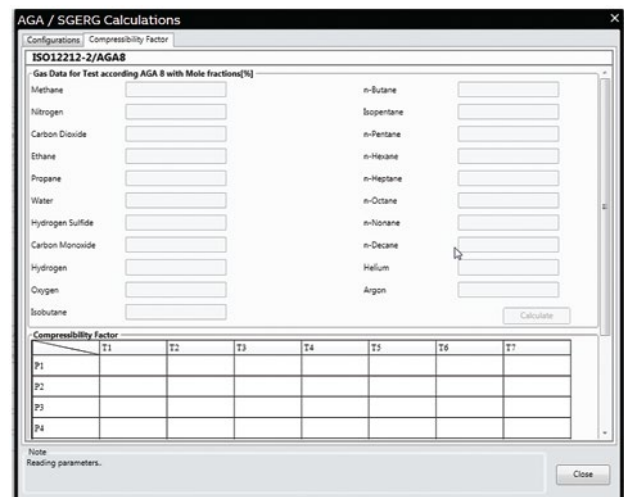 AGA / SGERG Calculations
Configurations Compressibility Factor
ISO12212-2/AGA8
Gas Data for Test according AGA 8 with Mole fractions[%]
Methane n-Butane
Nitrogen Isopentane
Carbon Dioxide n-Pentane
Ethane n-Hexane
Propane n-Heptane
Water n-Octane
Hydrogen Sulfide n-Nonane
Carbon Monoxide n-Decane
Hydrogen Helium
Oxygen Argon
Isobutane Calculate
Compressibility Factor
T1 T2 T3 T4 T5 T6 T7
P1
P2
P3
P4
Note
Reading parameters..
Close